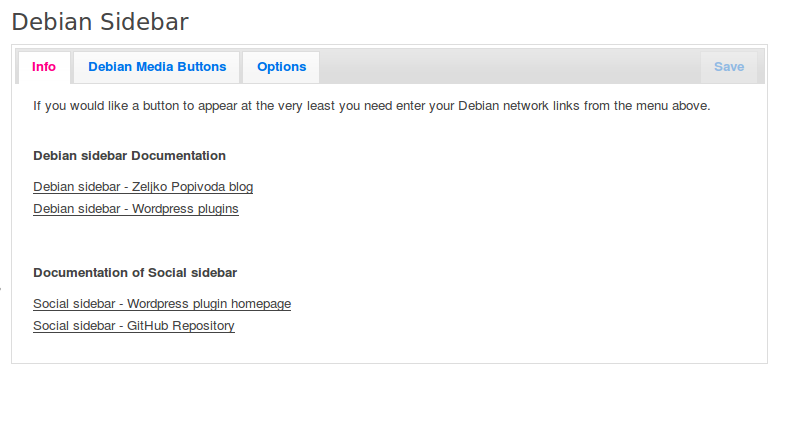 Debian Sidebar
Info Debian Media Buttons Options Save
If you would like a button to appear at the very least you need enter your Debian network links from the menu above.
Debian sidebar Documentation
Debian sidebar - Zeljko Popivoda blog
Debian sidebar - Wordpress plugins
Documentation of Social sidebar
Social sidebar - Wordpress plugin homepage
Social sidebar - GitHub Repository